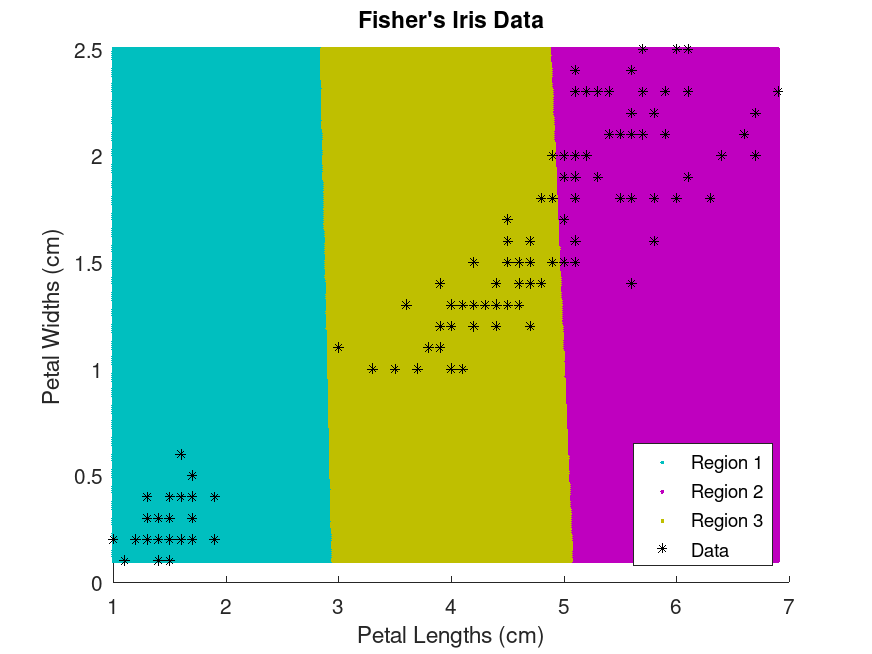 Fisher's Iris Data
2.5
2
1.5
1
0.5
0
Petal Widths (cm)
1 2 3 4 5 6 7
Petal Lengths (cm)
Region 1
Region 2
Region 3
Data